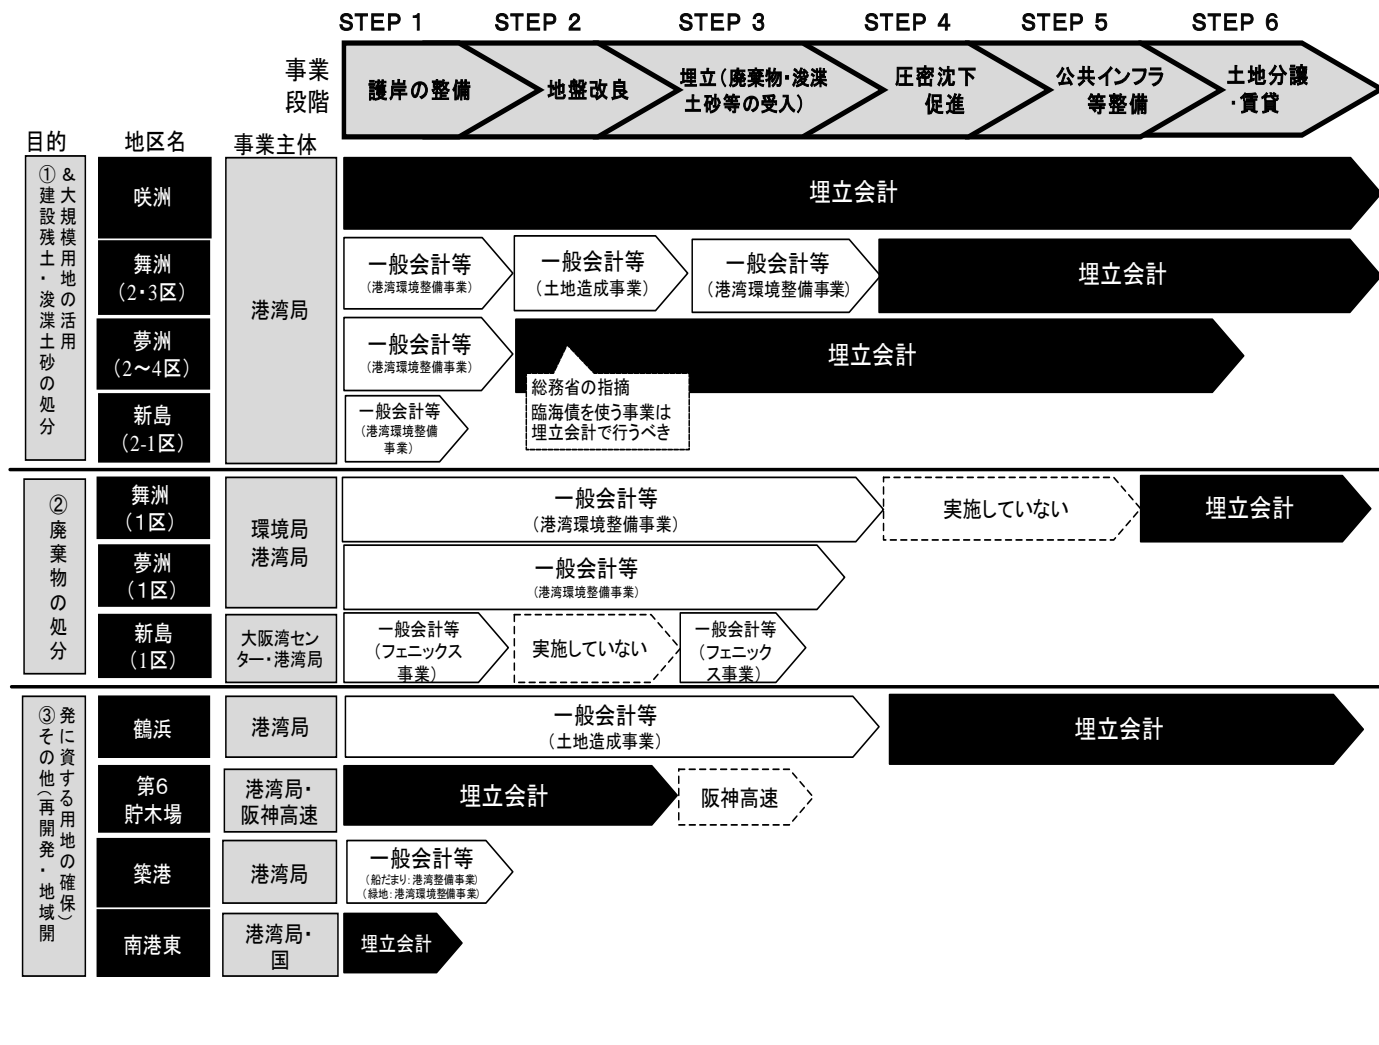 STEP 1 STEP 2 STEP 3 STEP 4 STEP 5 STEP 6
事業
段階
護岸の整備
地盤改良
埋立（廃棄物・浚渫
土砂等の受入）
圧密沈下
促進
公共インフラ
等整備
土地分譲
・賃貸
目的 地区名 事業主体
①建設残土・浚渫土砂の処分
＆大規模用地の活用
港湾局
咲洲
埋立会計
舞洲
（2・3区）
一般会計等
（港湾環境整備事業）
一般会計等
（土地造成事業）
一般会計等
（港湾環境整備事業）
埋立会計
夢洲
（2～4区）
一般会計等
（港湾環境整備事業）
埋立会計
総務省の指摘
臨海債を使う事業は
埋立会計で行うべき
新島
（2-1区）
一般会計等
（港湾環境整備
事業）
②廃棄物の処分
環境局
港湾局
舞洲
（1区）
一般会計等
（港湾環境整備事業）
実施していない
埋立会計
夢洲
（1区）
一般会計等
（港湾環境整備事業）
新島
（1区）
大阪湾セン
ター・港湾局
一般会計等
（フェニックス
事業）
実施していない
一般会計等
（フェニック
ス事業）
③その他（再開発・地域開
発に資する用地の確保）
鶴浜
港湾局
一般会計等
（土地造成事業）
埋立会計
第6
貯木場
港湾局・
阪神高速
埋立会計
阪神高速
築港
港湾局
一般会計等
（船だまり：港湾整備事業）
（緑地：港湾環境整備事業）
南港東
港湾局・
国
埋立会計